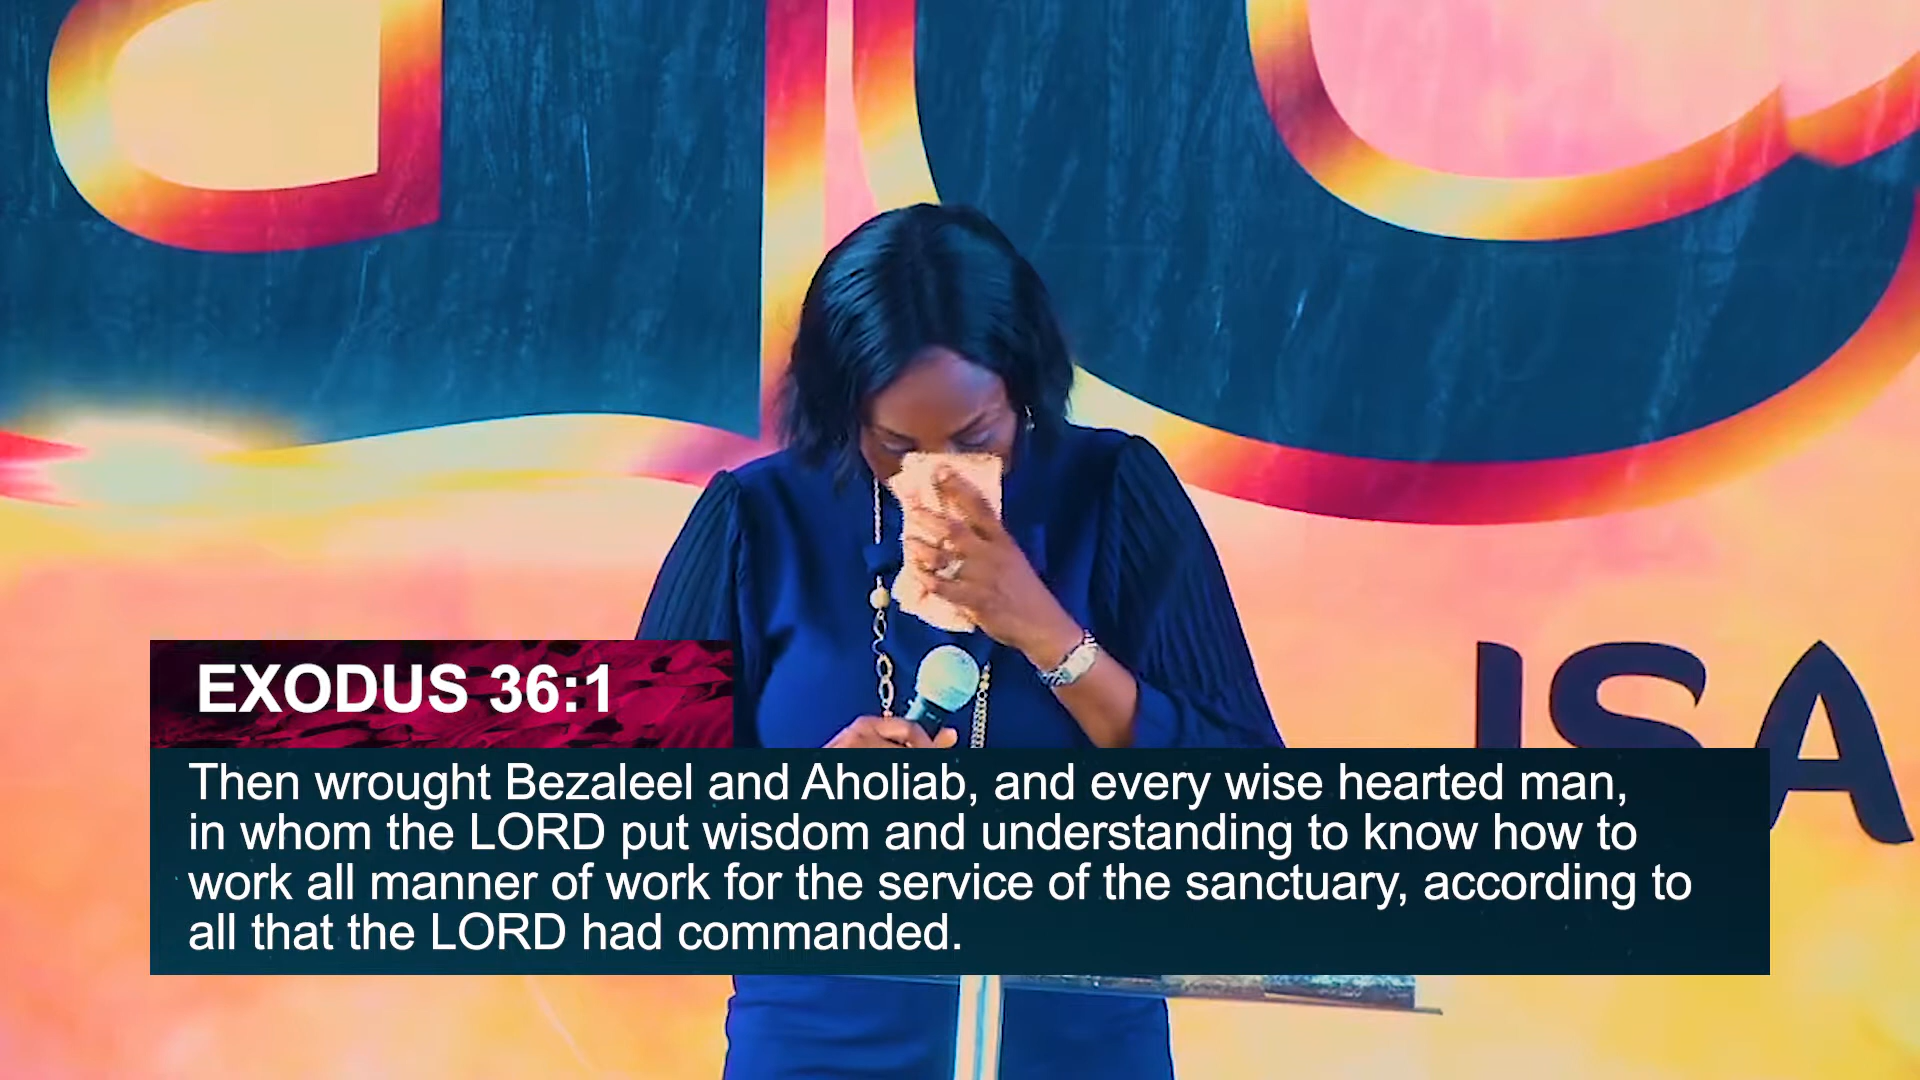 EXODUS 36:1
Then wrought Bezaleel and Aholiab, and every wise hearted man,
in whom the LORD put wisdom and understanding to know how to
work all manner of work for the service of the sanctuary, according to
all that the LORD had commanded.
ISA